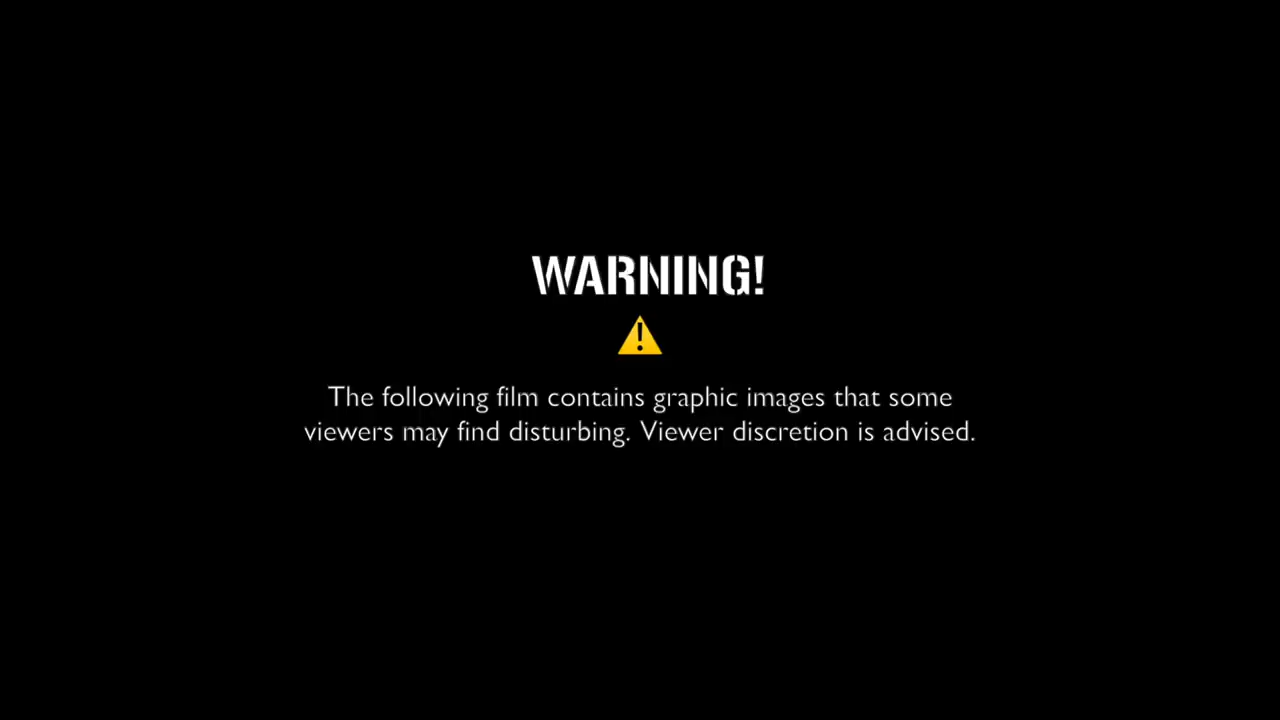 WARNING!
The following film contains graphic images that some
viewers may find disturbing. Viewer discretion is advised.